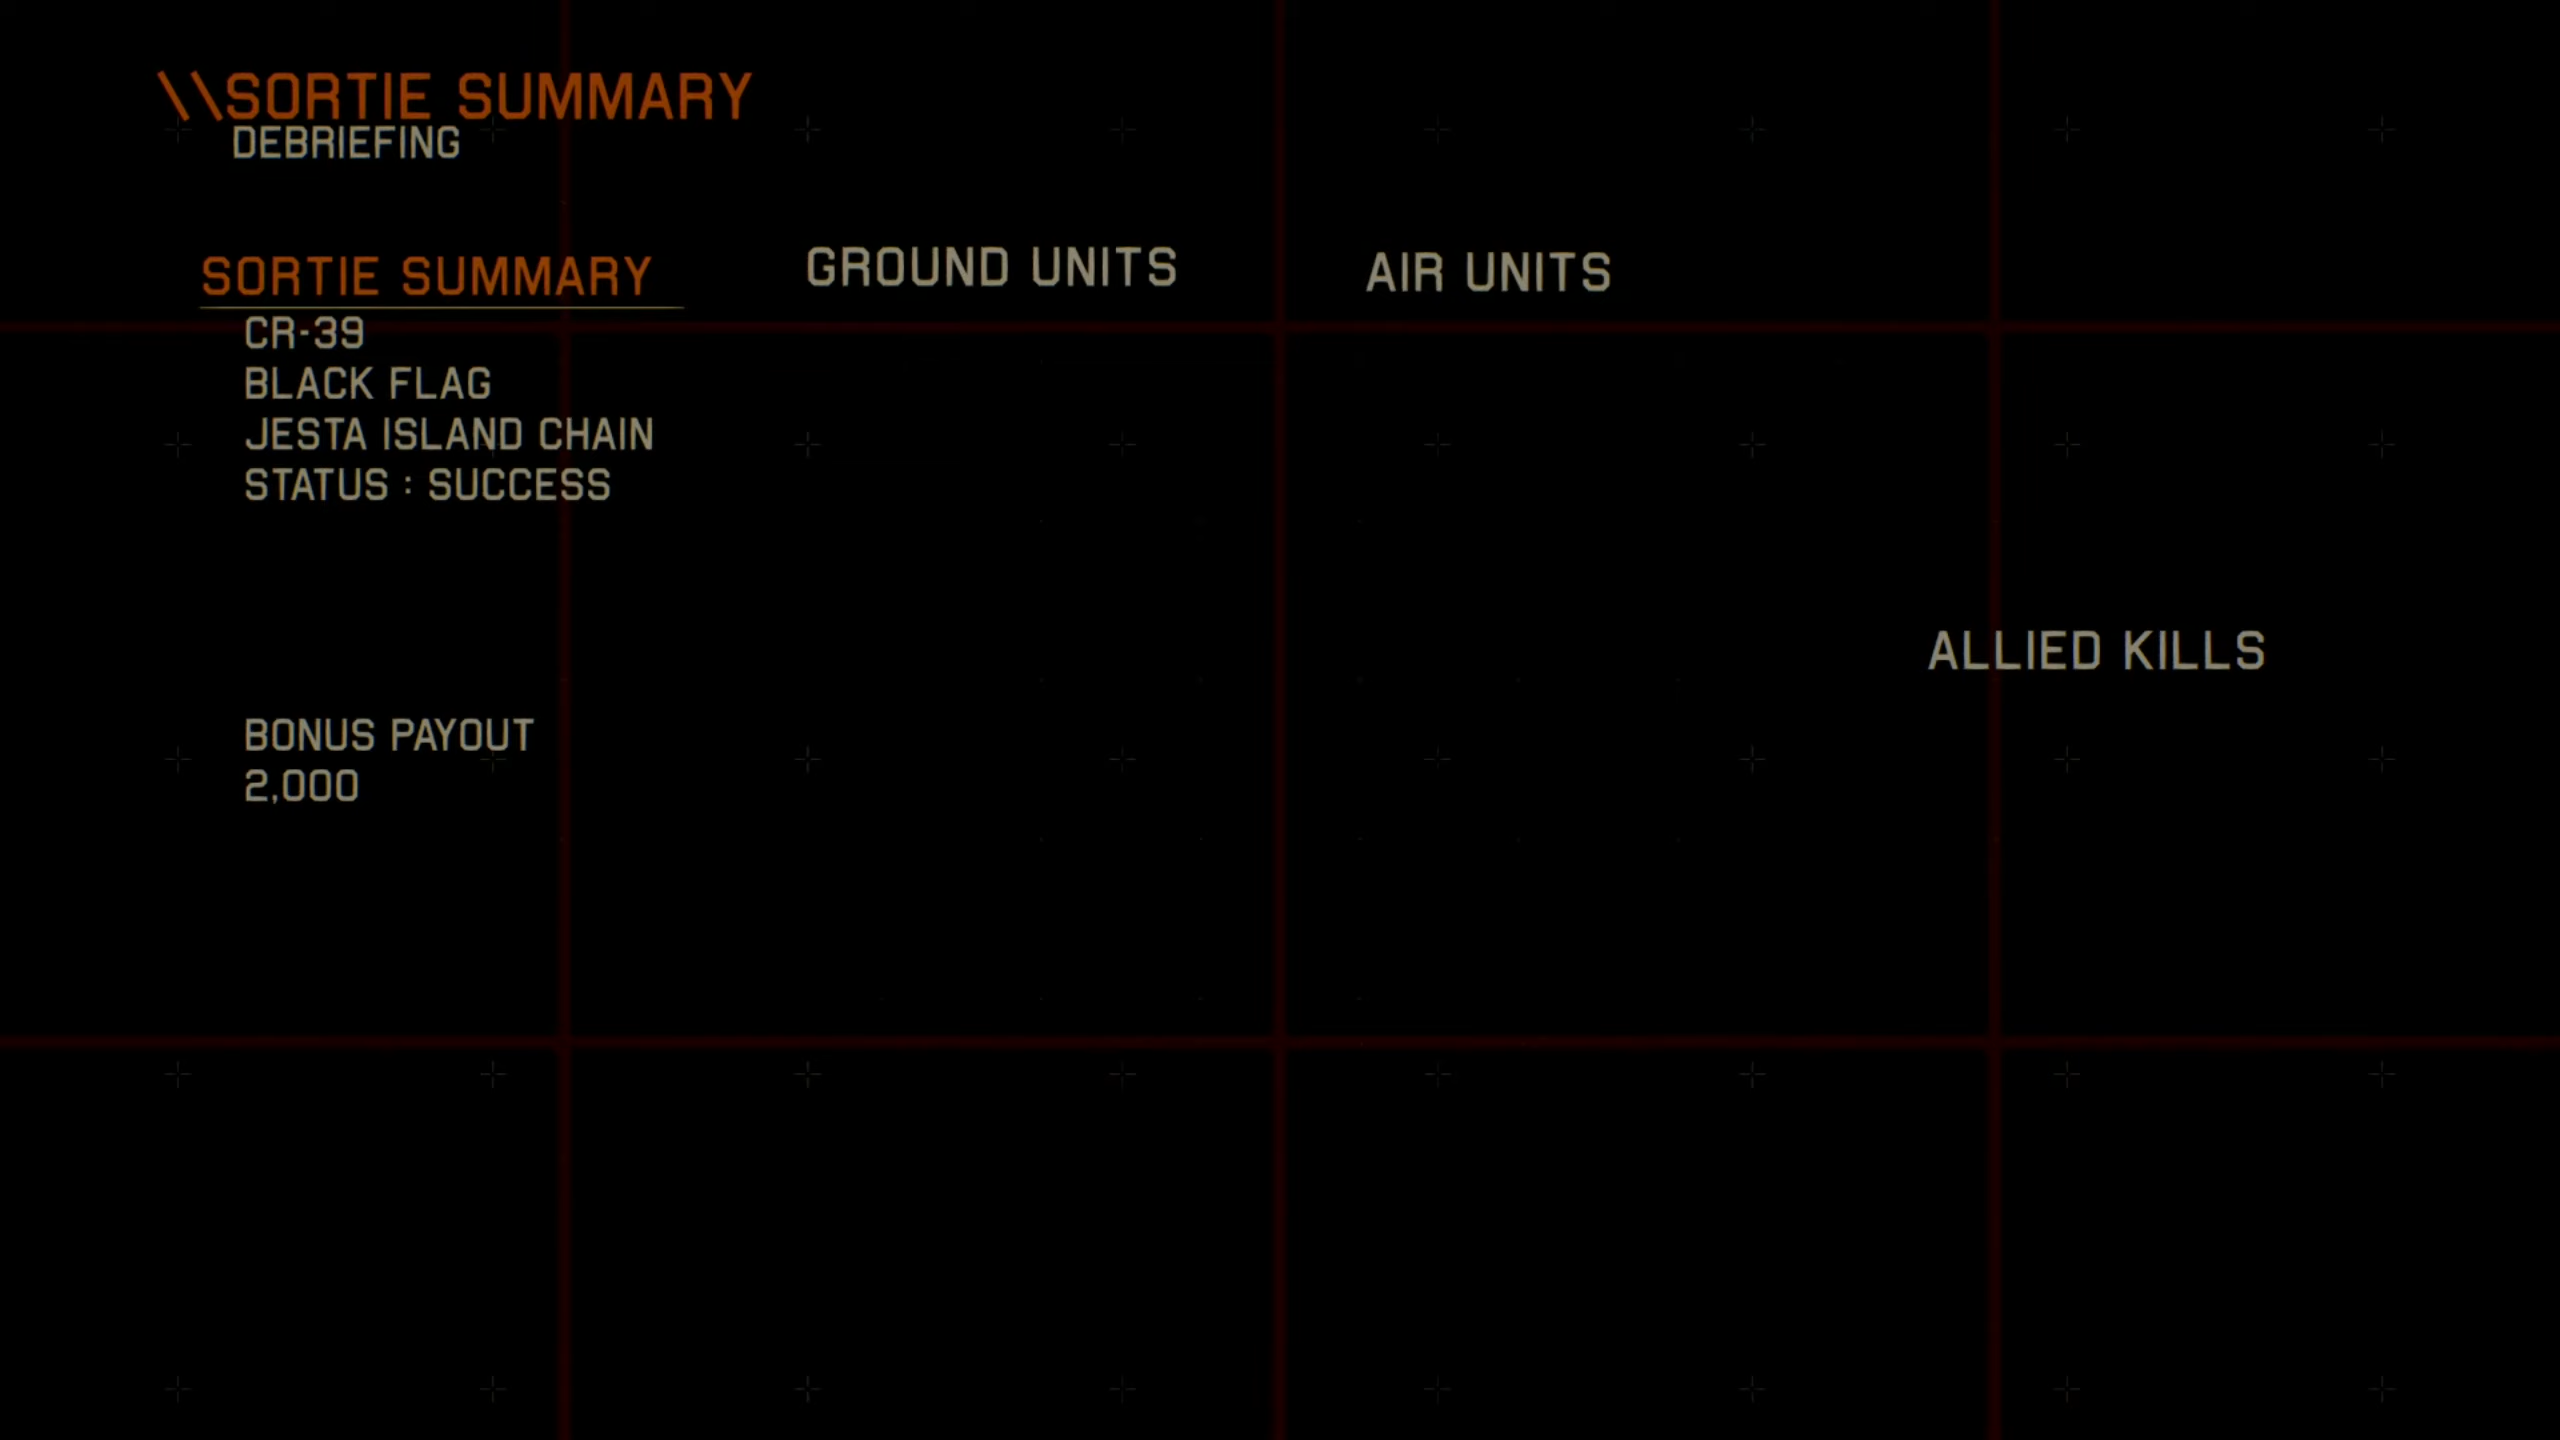 \\SORTIE SUMMARY
DEBRIEFING
SORTIE SUMMARY
CR-39
BLACK FLAG
JESTA ISLAND CHAIN
STATUS : SUCCESS
BONUS PAYOUT
2,000
GROUND UNITS
AIR UNITS
ALLIED KILLS